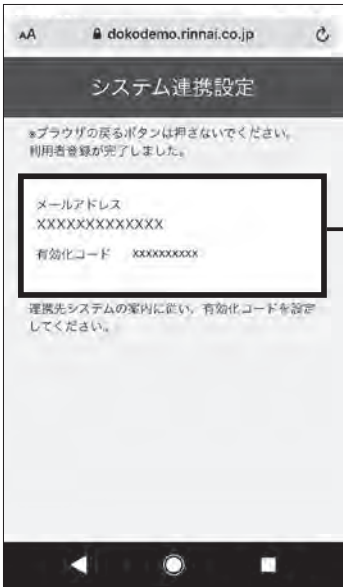 AA dokodemo.rinnai.co.jp
システム連携設定
*ブラウザの戻るボタンは押さないでください。
利用者登録が完了しました。
メールアドレス
XXXXXXXXXXXXX
有効化コード xxxxxxxxxx
連携先システムの案内に従い、有効化コードを設定
してください。